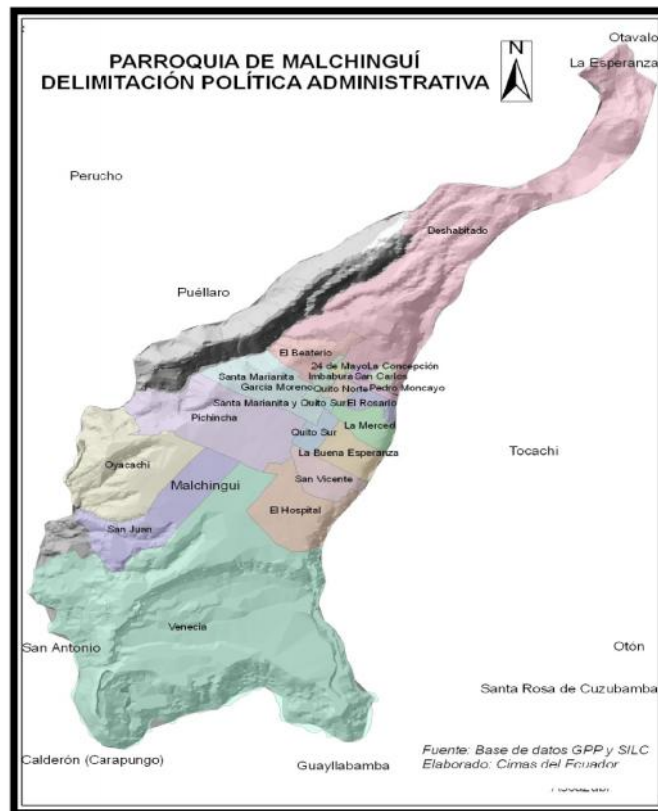 PARROQUIA DE MALCHINGUÍ
DELIMITACIÓN POLÍTICA ADMINISTRATIVA
N
Otavalo
La Esperanza
Perucho
Deshabitado
Puéllaro
El Beaterio
24 de Mayo La Concepción
Santa Marianita Imbabura San Carlos
García Moreno Quito Norte Pedro Moncayo
Santa Marianita y Quito Sur El Rosario
Pichincha
La Merced
Quito Sur
Tocachi
La Buena Esperanza
Oyacachi
San Vicente
Malchingui
El Hospital
San Juan
Venecia
San Antonio
Otón
Santa Rosa de Cuzubamba
Fuente: Base de datos GPP y SILC
Calderón (Carapungo)
Guayllabamba
Elaborado: Cimas del Ecuador